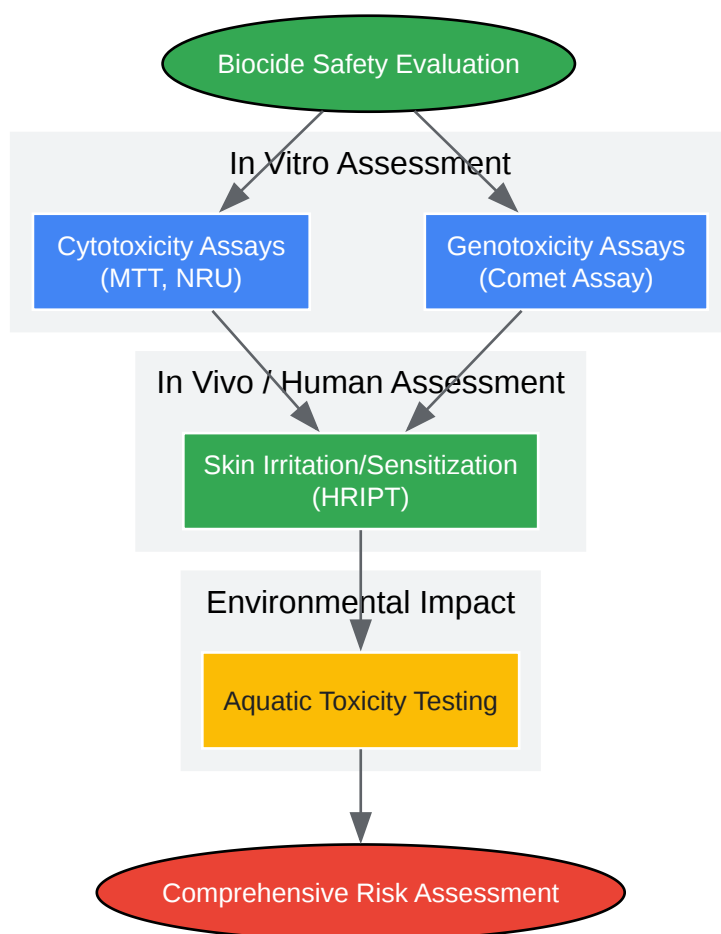 Biocide Safety Evaluation
In Vitro Assessment
Cytotoxicity Assays
(MTT, NRU)
Genotoxicity Assays
(Comet Assay)
In Vivo / Human Assessment
Skin Irritation/Sensitization
(HRIPT)
Environmental Impact
Aquatic Toxicity Testing
Comprehensive Risk Assessment